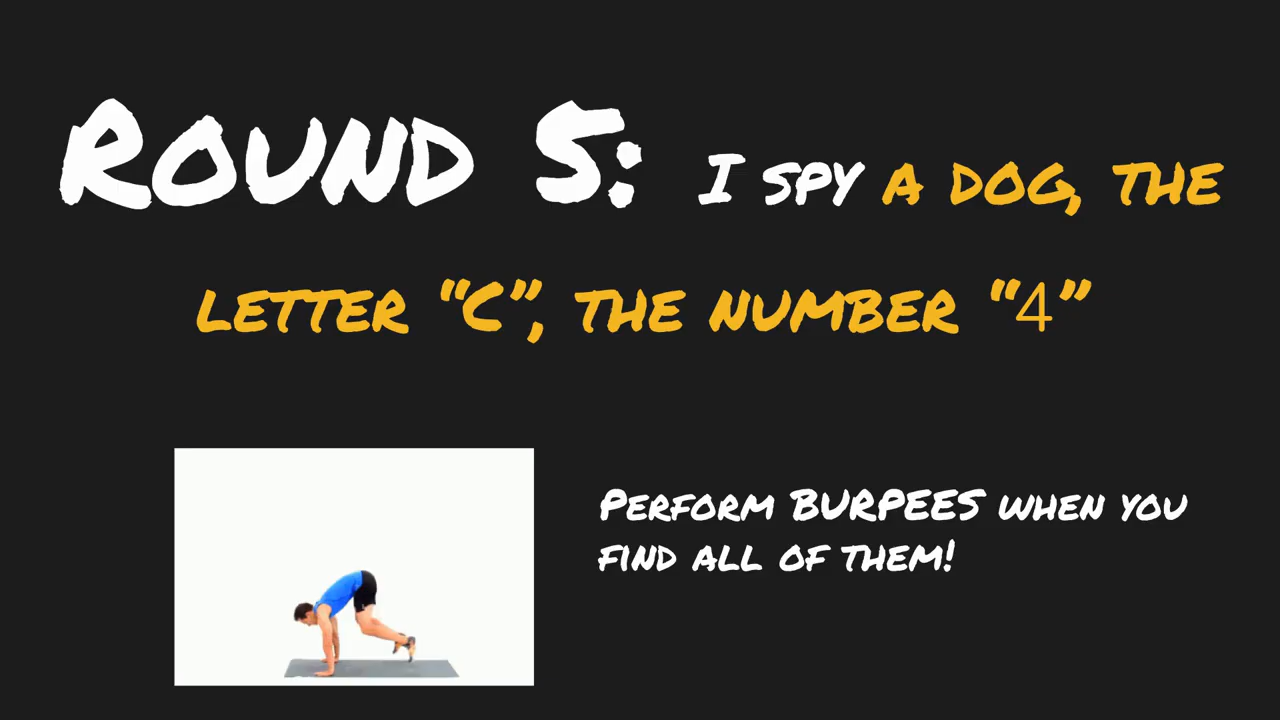 ROUND 5: I SPY A DOG, THE
LETTER “C”, THE NUMBER “4”
PERFORM BURPEES WHEN YOU
FIND ALL OF THEM!